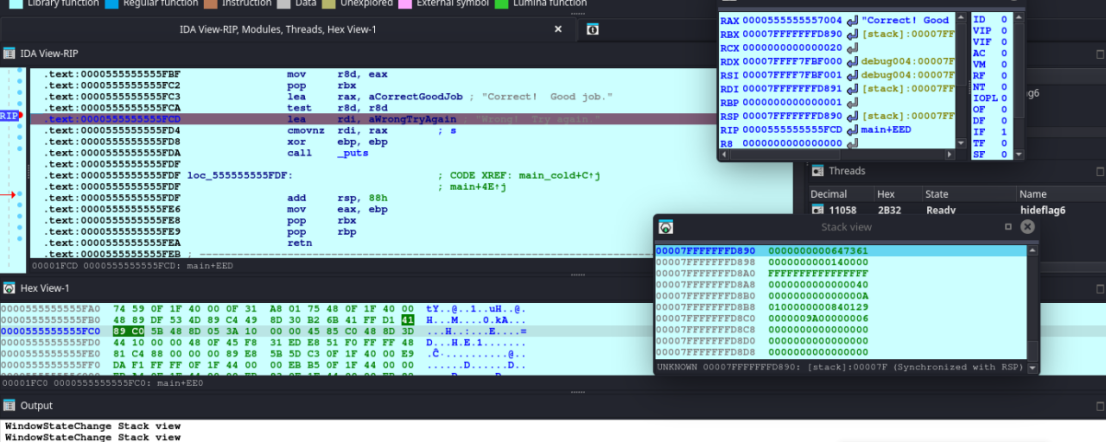 Library function Regular function Instruction Data Unexplored External symbol Lumina function
IDA View-RIP, Modules, Threads, Hex View-1
IDA View-RIP
.text:0000555555555FBF mov r8d, eax
.text:0000555555555FC2 pop rbx
.text:0000555555555FC3 lea rax, aCorrectGoodJob ; "Correct!  Good job."
.text:0000555555555FCA test r8d, r8d
.text:0000555555555FCD lea rdi, aWrongTryAgain ; "Wrong!  Try again."
.text:0000555555555FD4 cmovnz rdi, rax ; s
.text:0000555555555FD8 xor ebp, ebp
.text:0000555555555FDA call _puts
.text:0000555555555FDF
.text:0000555555555FDF loc_555555555FDF: ; CODE XREF: main_cold+C↑j
.text:0000555555555FDF ; main+4E↑j
.text:0000555555555FDF add rsp, 88h
.text:0000555555555FE6 mov eax, ebp
.text:0000555555555FE8 pop rbx
.text:0000555555555FE9 pop rbp
.text:0000555555555FEA retn
.text:0000555555555FEB ;
00001FCD 0000555555555FCD: main+EED
RIP
RAX 0000555555557004 "Correct! Good
RBX 00007FFFFFFFD890 [stack]:00007FF
RCX 0000000000000020
RDX 00007FFFF7FBF000 debug004:00007F
RSI 00007FFFF7FBF001 debug004:00007F
RDI 00007FFFFFFFD891 [stack]:00007FF
RBP 0000000000000001
RSP 00007FFFFFFFD890 [stack]:00007FF
RIP 0000555555555FCD main+EED
R8 0000000000000000
ID 0
VIP 0
VIF 0
AC 0
VM 0
RF 0
NT 0
IOPL 0
OF 0
DF 0
IF 1
TF 0
SF 0
ag6
Threads
Decimal Hex State Name
11058 2B32 Ready hideflag6
Stack view
00007FFFFFFFD890 0000000000647361
00007FFFFFFFD898 0000000000140000
00007FFFFFFFD8A0 FFFFFFFFFFFFFFFF
00007FFFFFFFD8A8 0000000000000040
00007FFFFFFFD8B0 000000000000000A
00007FFFFFFFD8B8 0100000000840129
00007FFFFFFFD8C0 00009A0000000006
00007FFFFFFFD8C8 0000000000000000
00007FFFFFFFD8D0 0000000000000000
00007FFFFFFFD8D8 0000000000000000
UNKNOWN 00007FFFFFFFD890: [stack]:00007F (Synchronized with RSP)
Hex View-1
0000555555555FA0 74 59 0F 1F 40 00 0F 31 A8 01 75 48 0F 1F 40 00 tY..@..1..uH..@.
0000555555555FB0 48 89 DF 53 4D 89 C4 49 8D 30 B2 6B 41 FF D1 41
0000555555555FC0 89 C0 5B 48 8D 05 3A 10 00 00 45 85 C0 48 8D 3D
0000555555555FD0 44 10 00 00 48 0F 45 F8 31 ED E8 51 F0 FF FF 48
0000555555555FE0 81 C4 88 00 00 00 89 E8 5B 5D C3 0F 1F 40 00 E9
0000555555555FF0 DA F1 FF FF 0F 1F 44 00 00 EB B5 0F 1F 44 00 00
00001FC0 0000555555555FC0: main+EE0
Output
WindowStateChange Stack view
WindowStateChange Stack view